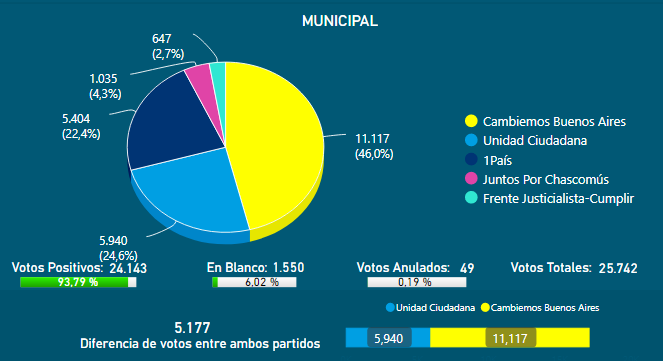 MUNICIPAL
647
(2,7%)
1.035
(4,3%)
5.404
(22,4%)
11.117
(46,0%)
5.940
(24,6%)
Cambiemos Buenos Aires
Unidad Ciudadana
1País
Juntos Por Chascomús
Frente Justicialista-Cumplir
Votos Positivos: 24.143
93,79 %
En Blanco: 1.550
6,02 %
Votos Anulados: 49
0,19 %
Votos Totales: 25.742
Unidad Ciudadana
Cambiemos Buenos Aires
5.177
Diferencia de votos entre ambos partidos
5,940
11,117